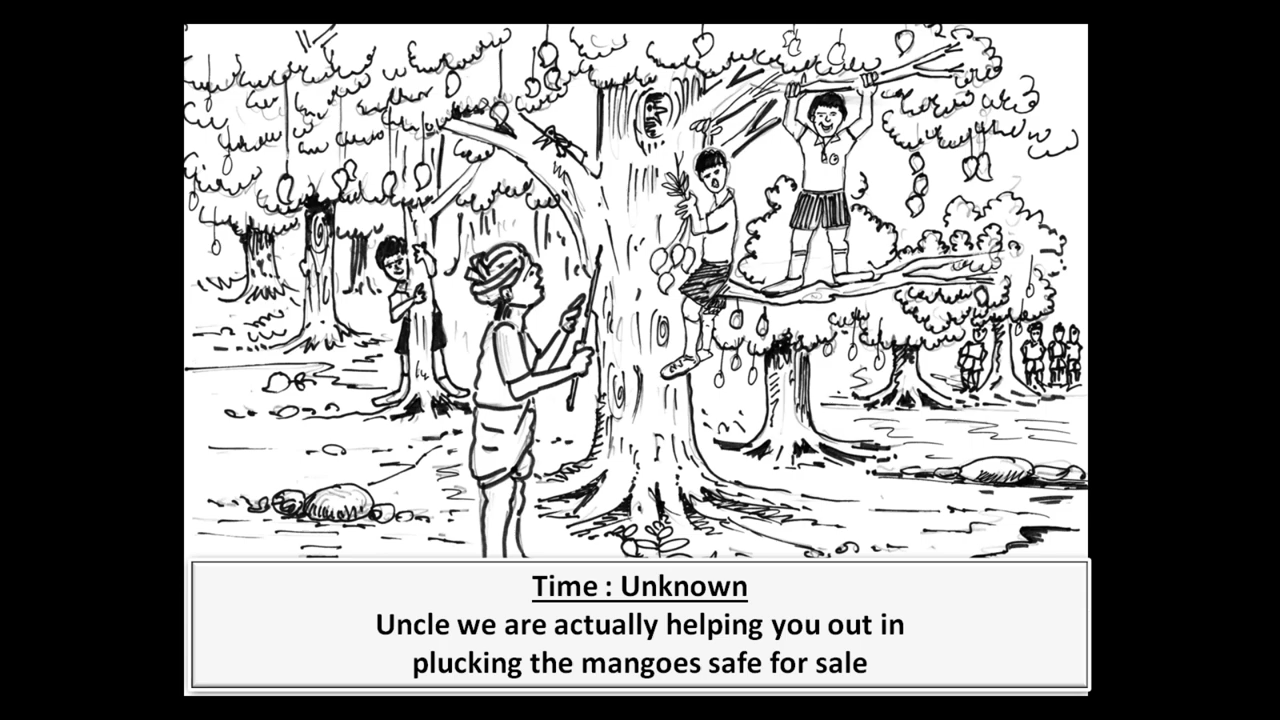 Time : Unknown
Uncle we are actually helping you out in
plucking the mangoes safe for sale